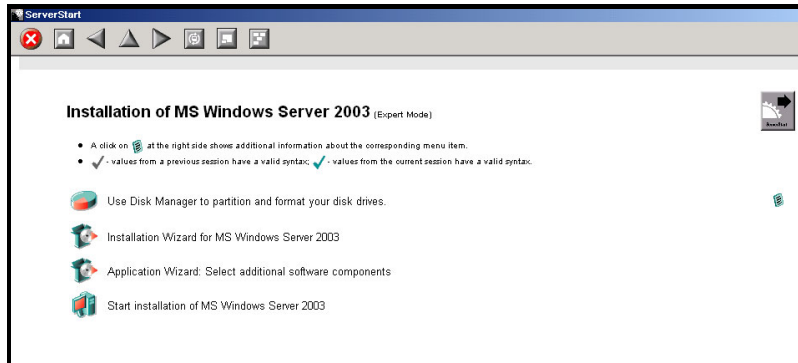 ServerStart
Installation of MS Windows Server 2003 (Expert Mode)
A click on at the right side shows additional information about the corresponding menu item.
- values from a previous session have a valid syntax; - values from the current session have a valid syntax.
Use Disk Manager to partition and format your disk drives.
Installation Wizard for MS Windows Server 2003
Application Wizard: Select additional software components
Start installation of MS Windows Server 2003